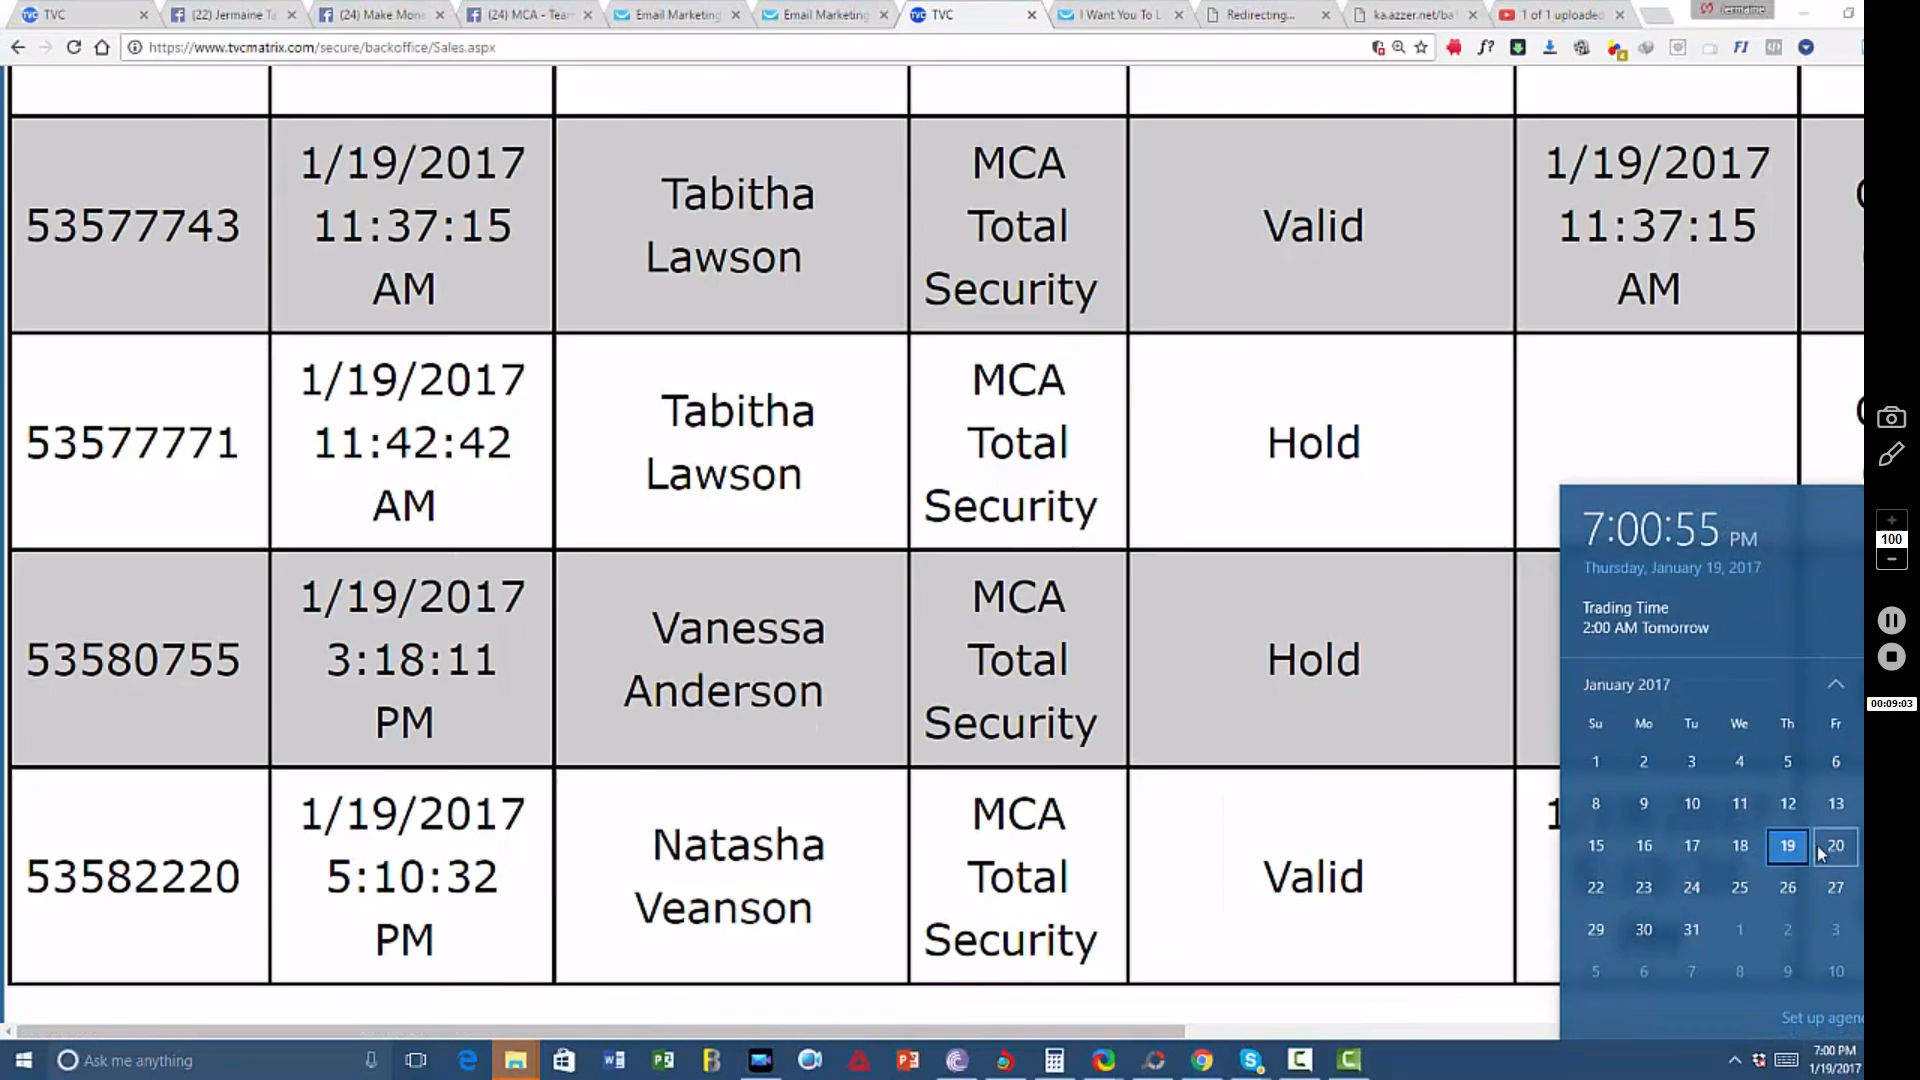 TVC
(22) Jermaine Ta
(24) Make Mone
(24) MCA - Team
Email Marketing
Email Marketing
TVC
I Want You To L
Redirecting...
ka.azzer.net/ba
1 of 1 uploaded
Jermaine
https://www.tvcmatrix.com/secure/backoffice/Sales.aspx
f?
FI
53577743
1/19/2017
11:37:15
AM
Tabitha
Lawson
MCA
Total
Security
Valid
1/19/2017
11:37:15
AM
53577771
1/19/2017
11:42:42
AM
Tabitha
Lawson
MCA
Total
Security
Hold
53580755
1/19/2017
3:18:11
PM
Vanessa
Anderson
MCA
Total
Security
Hold
53582220
1/19/2017
5:10:32
PM
Natasha
Veanson
MCA
Total
Security
Valid
1
7:00:55 PM
Thursday, January 19, 2017
Trading Time
2:00 AM Tomorrow
January 2017
Su Mo Tu We Th Fr
1 2 3 4 5 6
8 9 10 11 12 13
15 16 17 18 19 20
22 23 24 25 26 27
29 30 31 1 2 3
5 6 7 8 9 10
Set up agen
100
00:09:03
Ask me anything
7:00 PM
1/19/2017